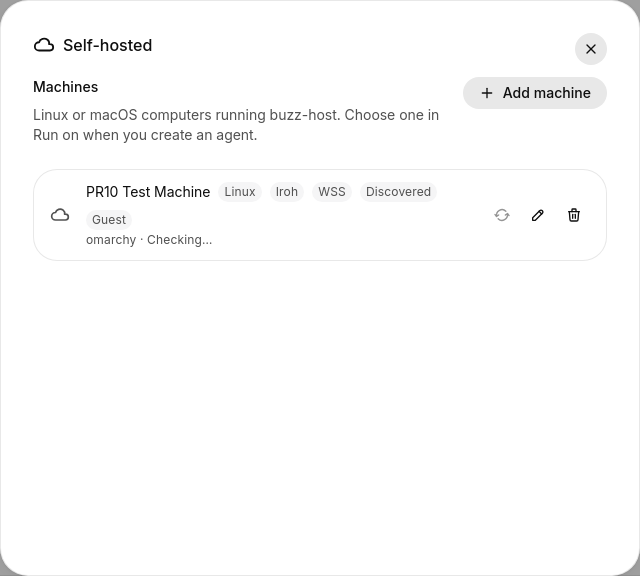 Self-hosted
Machines
Add machine
Linux or macOS computers running buzz-host. Choose one in
Run on when you create an agent.
PR10 Test Machine Linux Iroh WSS Discovered
Guest
omarchy · Checking...